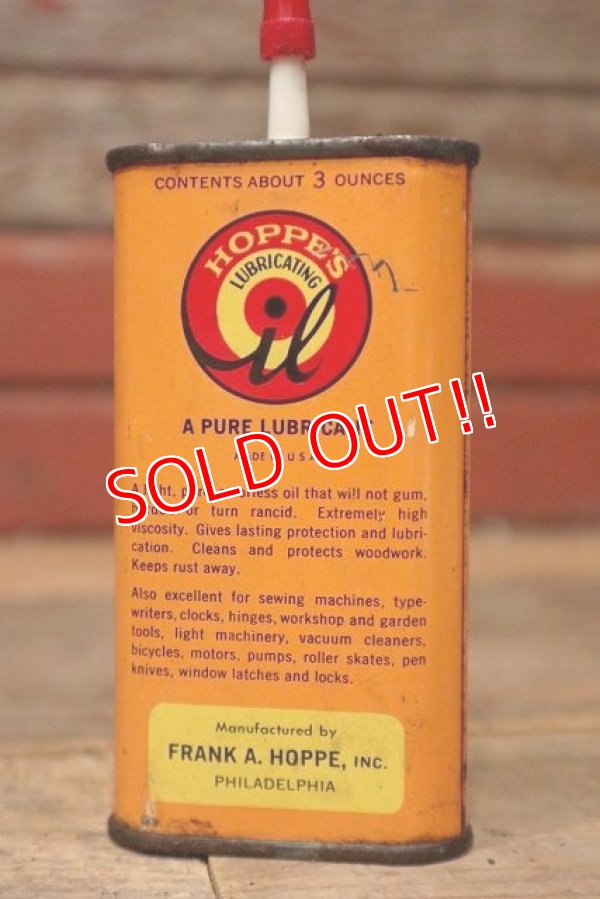 CONTENTS ABOUT 3 OUNCES
HOPPE'S
LUBRICATING
Oil
A PURE LUBRICANT
SOLD OUT!!
MADE U.S.A.
A light, oil that will not gum,
or turn rancid. Extremely high
viscosity. Gives lasting protection and lubri-
cation. Cleans and protects woodwork.
Keeps rust away.
Also excellent for sewing machines, type-
writers, clocks, hinges, workshop and garden
tools, light machinery, vacuum cleaners,
bicycles, motors, pumps, roller skates, pen
knives, window latches and locks.
Manufactured by
FRANK A. HOPPE, INC.
PHILADELPHIA